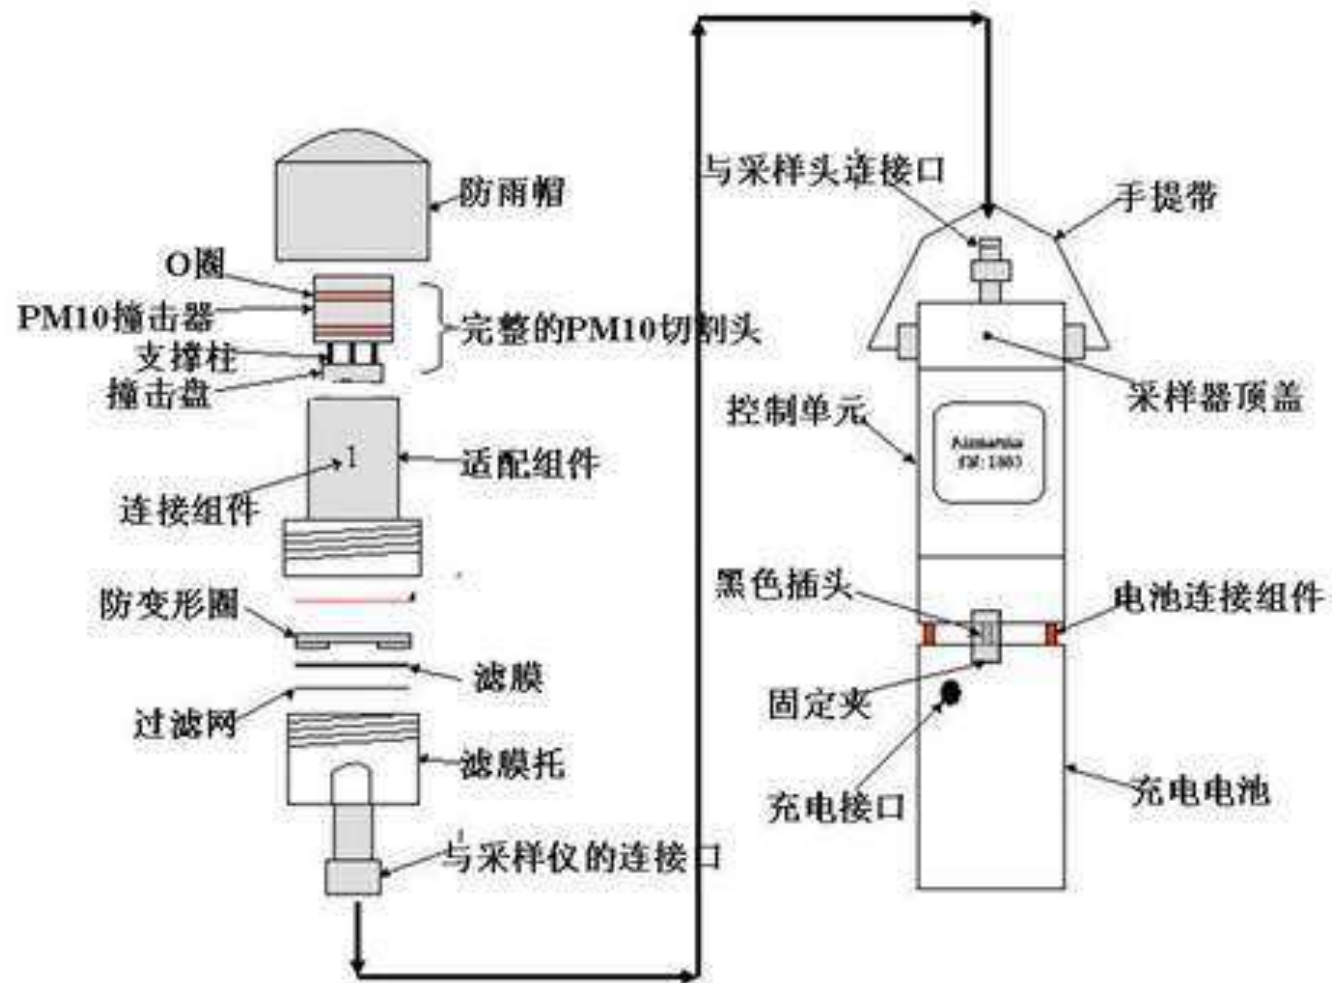 防雨帽
O圈
PM10撞击器
支撑柱
撞击盘
完整的PM10切割头
1
适配组件
连接组件
防变形圈
滤膜
过滤网
滤膜托
与采样仪的连接口
与采样头连接口
手提带
采样器顶盖
控制单元
黑色插头
电池连接组件
固定夹
充电接口
充电电池